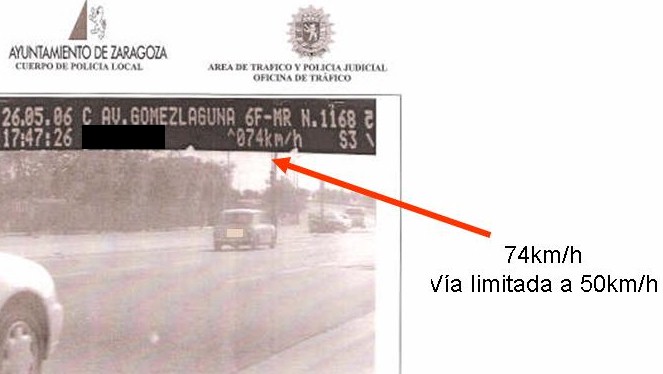 AYUNTAMIENTO DE ZARAGOZA
CUERPO DE POLICIA LOCAL
AREA DE TRAFICO Y POLICIA JUDICIAL
OFICINA DE TRÁFICO
26.05.06 C AV.GOMEZLAGUNA 6F-MR N.1168
17:47:26 ^074km/h S3 \
74km/h
Vía limitada a 50km/h